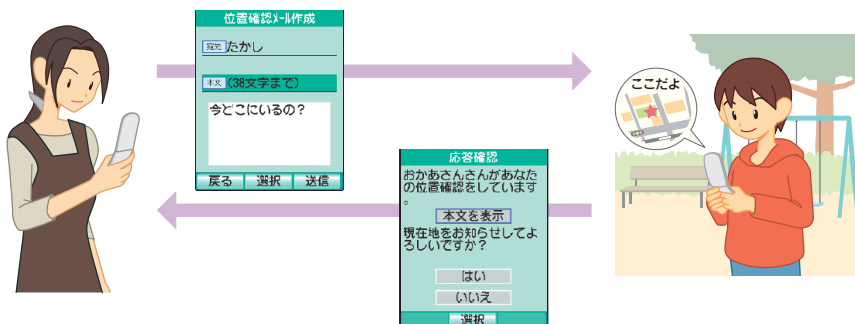 位置確認ﾒｰﾙ作成
宛先 たかし
本文 (38文字まで)
今どこにいるの?
戻る 選択 送信
ここだよ
応答確認
おかあさんさんがあなた
の位置確認をしています
。
本文を表示
現在地をお知らせしてよ
ろしいですか?
はい
いいえ
選択